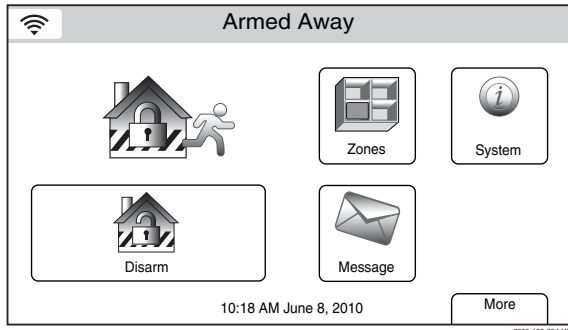 Armed Away
Zones
System
Disarm
Message
10:18 AM June 8, 2010
More